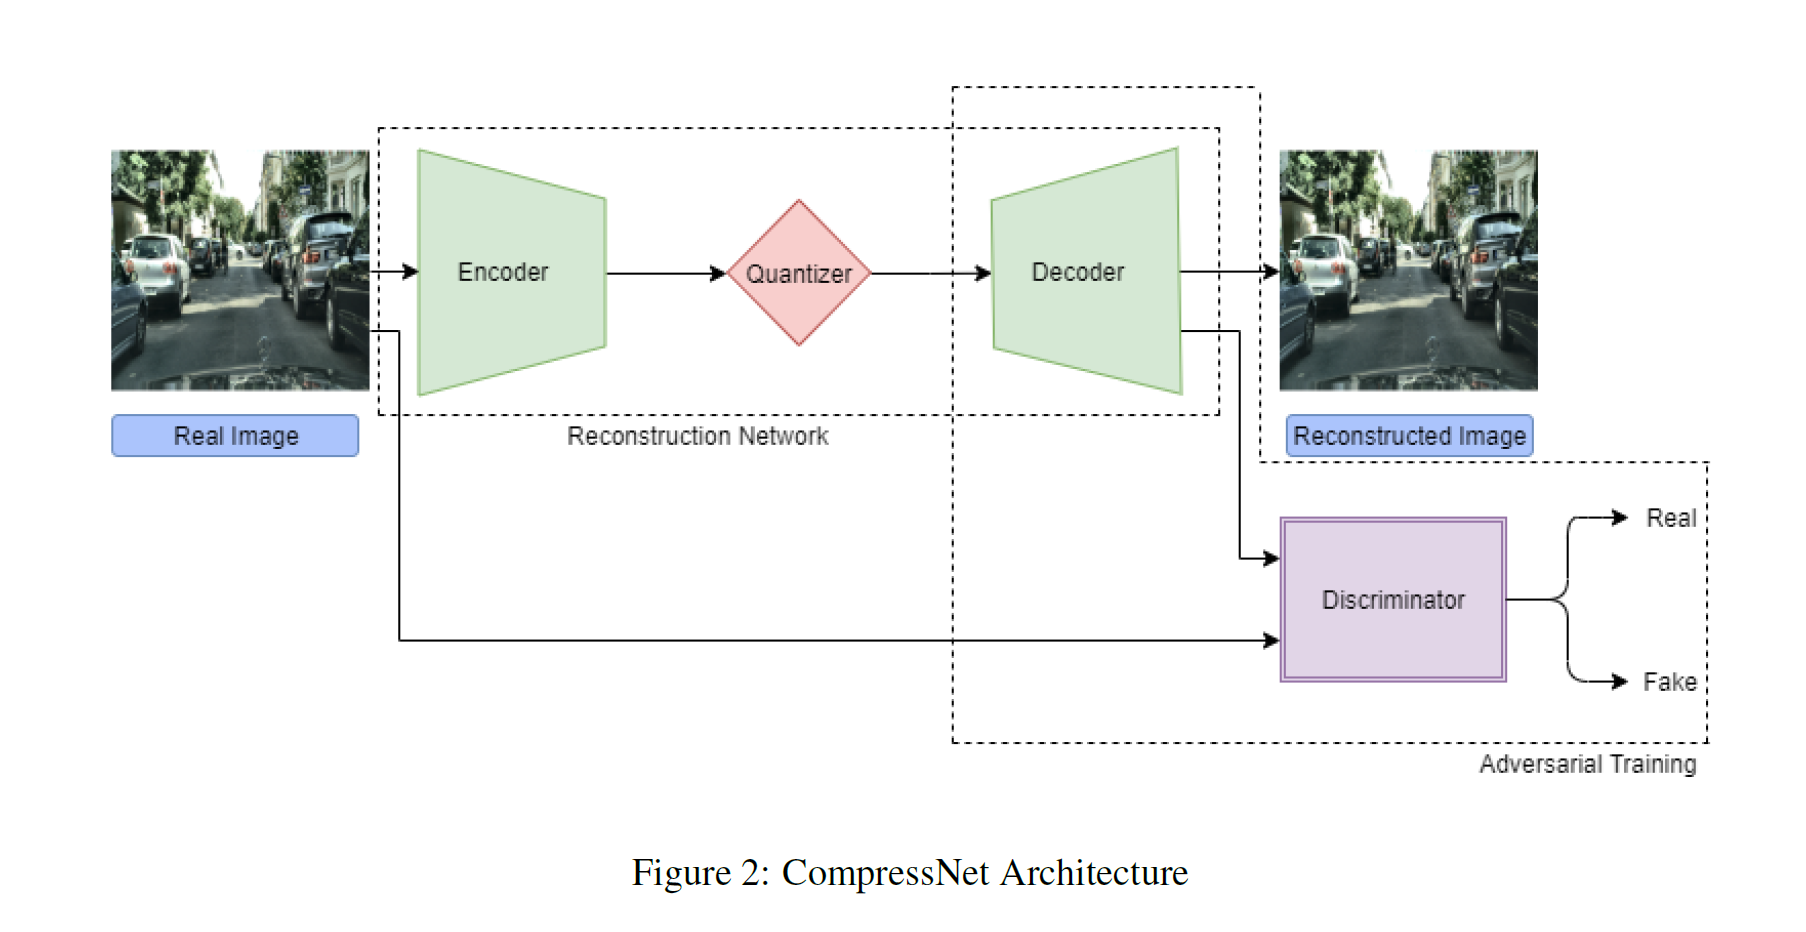 Encoder
Quantizer
Decoder
Real Image
Reconstruction Network
Reconstructed Image
Real
Discriminator
Fake
Adversarial Training
Figure 2: CompressNet Architecture